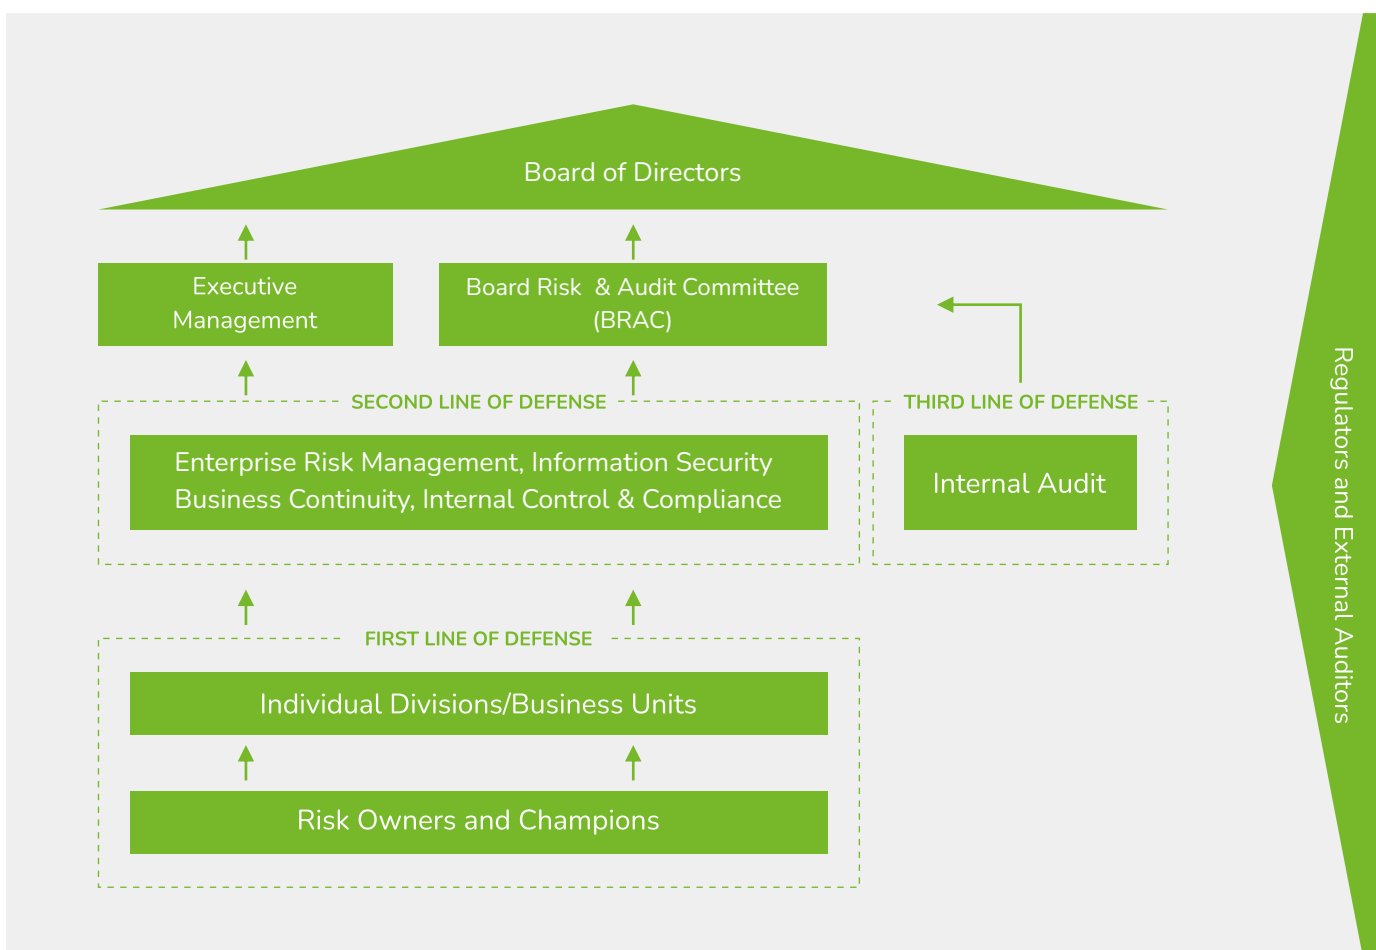 Board of Directors
Executive
Management
Board Risk & Audit Committee
(BRAC)
SECOND LINE OF DEFENSE
Enterprise Risk Management, Information Security
Business Continuity, Internal Control & Compliance
THIRD LINE OF DEFENSE
Internal Audit
FIRST LINE OF DEFENSE
Individual Divisions/Business Units
Risk Owners and Champions
Regulators and External Auditors